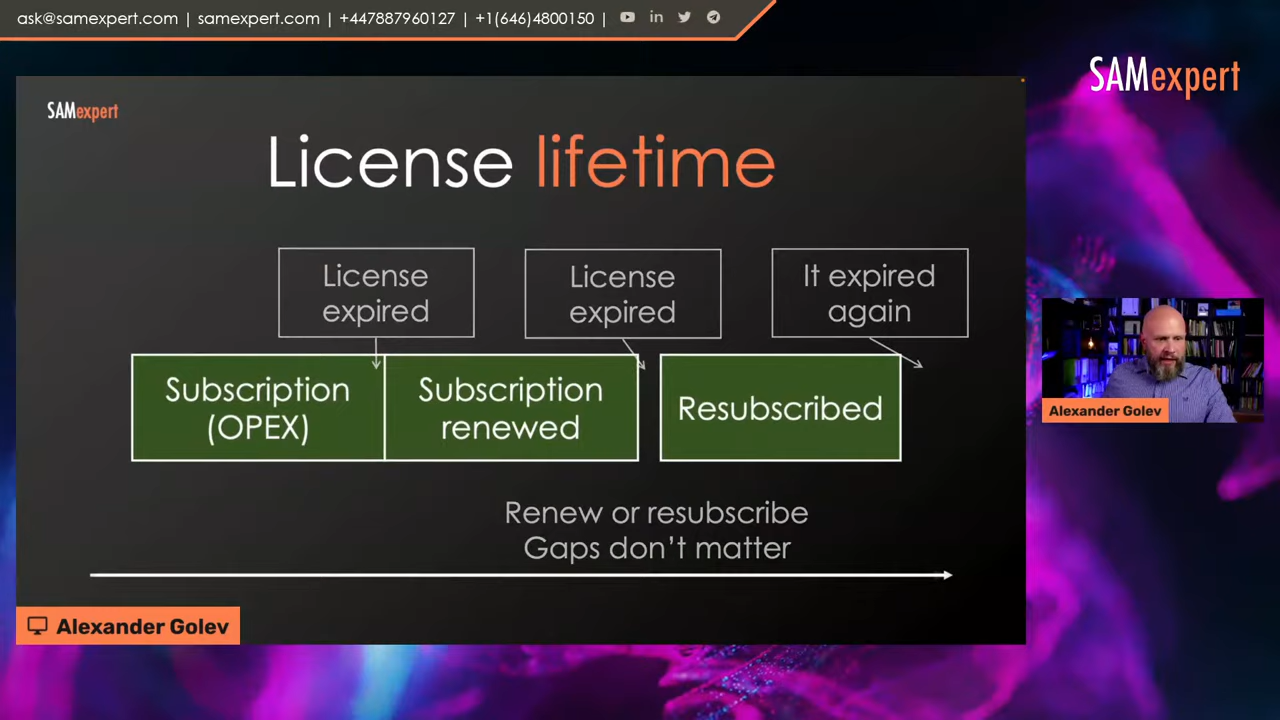 ask@samexpert.com | samexpert.com | +447887960127 | +1(646)4800150 |
SAMexpert
SAMexpert
License lifetime
License
expired
License
expired
It expired
again
Subscription
(OPEX)
Subscription
renewed
Resubscribed
Alexander Golev
Renew or resubscribe
Gaps don't matter
Alexander Golev